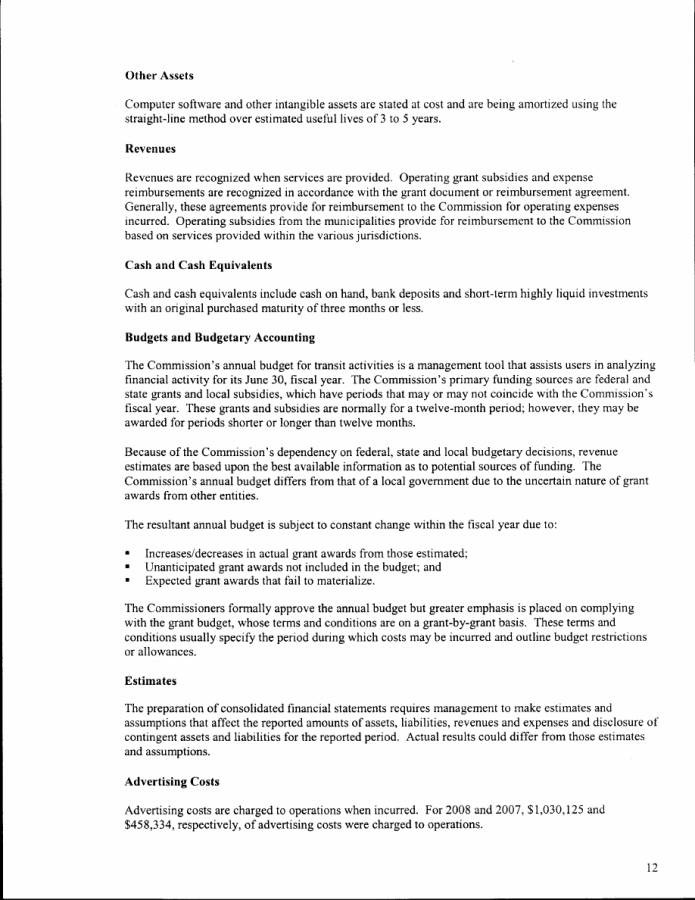 Other Assets
Computer software and other intangible assets are stated at cost and are being amortized using the
straight-line method over estimated useful lives of 3 to 5 years.
Revenues
Revenues are recognized when services are provided. Operating grant subsidies and expense
reimbursements are recognized in accordance with the grant document or reimbursement agreement.
Generally, these agreements provide for reimbursement to the Commission for operating expenses
incurred. Operating subsidies from the municipalities provide for reimbursement to the Commission
based on services provided within the various jurisdictions.
Cash and Cash Equivalents
Cash and cash equivalents include cash on hand, bank deposits and short-term highly liquid investments
with an original purchased maturity of three months or less.
Budgets and Budgetary Accounting
The Commission's annual budget for transit activities is a management tool that assists users in analyzing
financial activity for its June 30, fiscal year. The Commission's primary funding sources are federal and
state grants and local subsidies, which have periods that may or may not coincide with the Commission's
fiscal year. These grants and subsidies are normally for a twelve-month period; however, they may be
awarded for periods shorter or longer than twelve months.
Because of the Commission's dependency on federal, state and local budgetary decisions, revenue
estimates are based upon the best available information as to potential sources of funding. The
Commission's annual budget differs from that of a local government due to the uncertain nature of grant
awards from other entities.
The resultant annual budget is subject to constant change within the fiscal year due to:
▪ Increases/decreases in actual grant awards from those estimated;
▪ Unanticipated grant awards not included in the budget; and
▪ Expected grant awards that fail to materialize.
The Commissioners formally approve the annual budget but greater emphasis is placed on complying
with the grant budget, whose terms and conditions are on a grant-by-grant basis. These terms and
conditions usually specify the period during which costs may be incurred and outline budget restrictions
or allowances.
Estimates
The preparation of consolidated financial statements requires management to make estimates and
assumptions that affect the reported amounts of assets, liabilities, revenues and expenses and disclosure of
contingent assets and liabilities for the reported period. Actual results could differ from those estimates
and assumptions.
Advertising Costs
Advertising costs are charged to operations when incurred. For 2008 and 2007, $1,030,125 and
$458,334, respectively, of advertising costs were charged to operations.
12